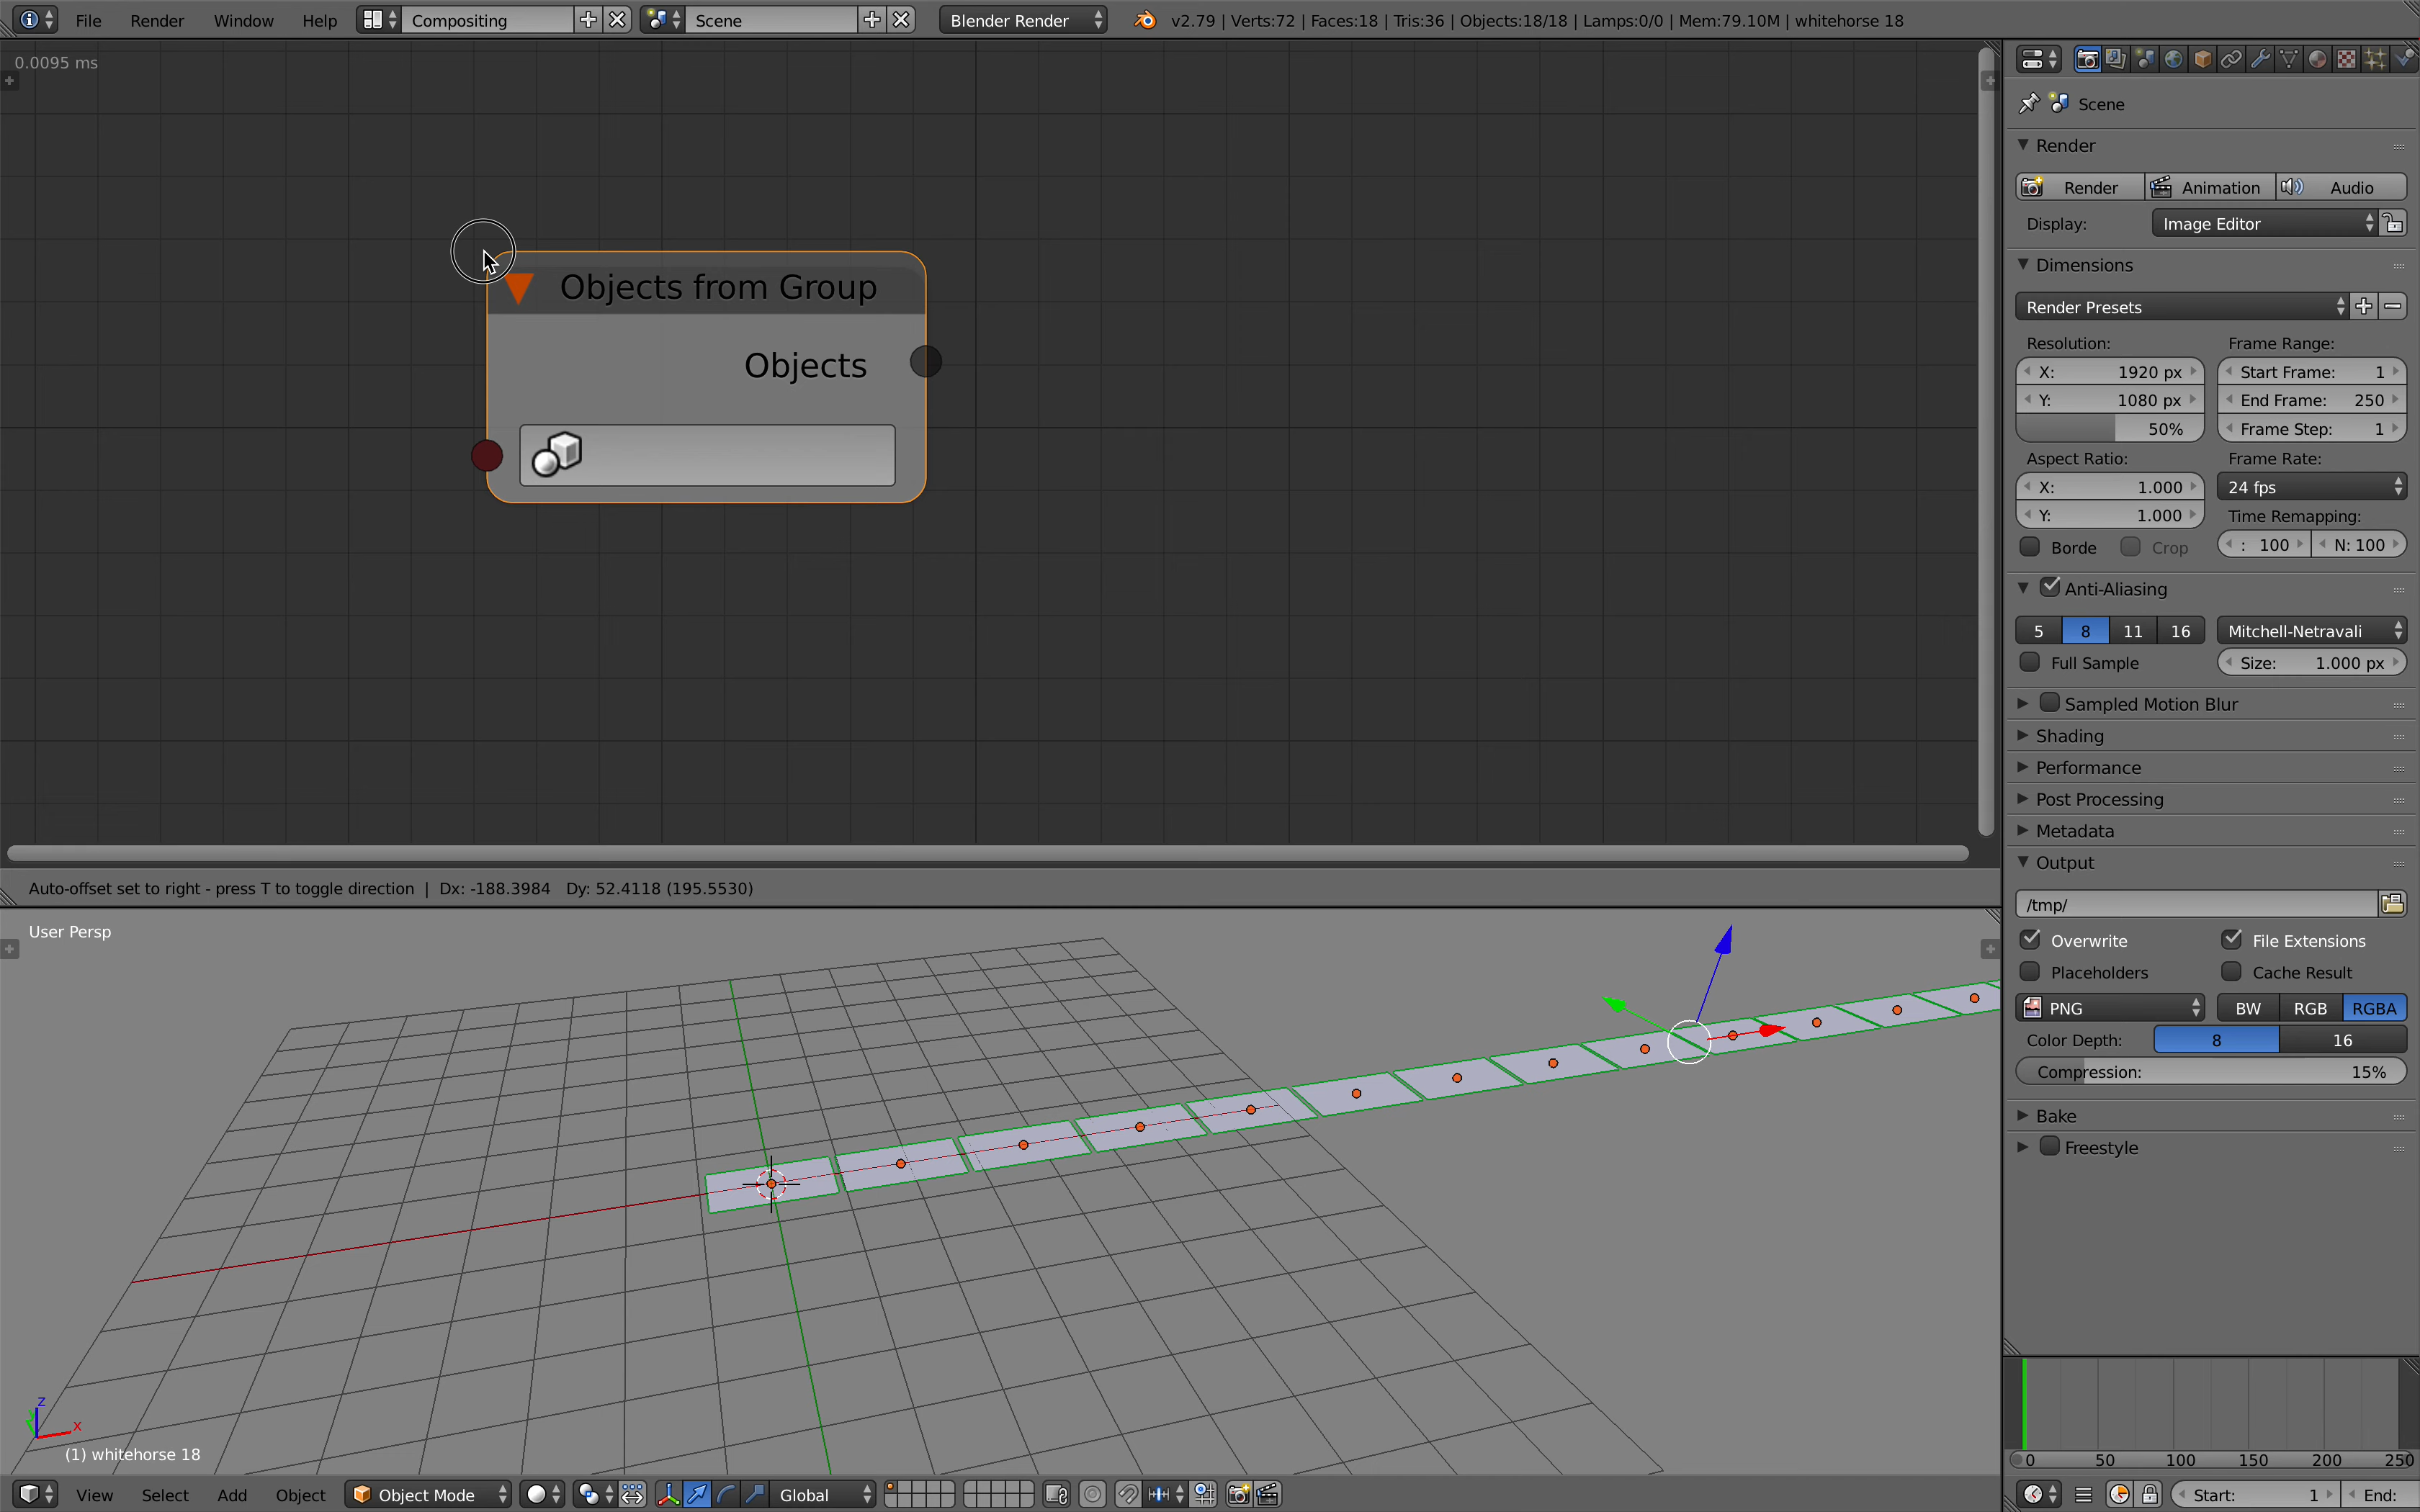 File Render Window Help Compositing Scene Blender Render v2.79 | Verts:72 | Faces:18 | Tris:36 | Objects:18/18 | Lamps:0/0 | Mem:79.10M | whitehorse 18
0.0095 ms
Objects from Group
Objects
Auto-offset set to right - press T to toggle direction | Dx: -188.3984 Dy: 52.4118 (195.5530)
User Persp
z
x
(1) whitehorse 18
View Select Add Object Object Mode Global
Scene
Render
Render Animation Audio
Display: Image Editor
Dimensions
Render Presets
Resolution: Frame Range:
X: 1920 px Start Frame: 1
Y: 1080 px End Frame: 250
50% Frame Step: 1
Aspect Ratio: Frame Rate:
X: 1.000 24 fps
Y: 1.000 Time Remapping:
Borde Crop : 100 N: 100
Anti-Aliasing
5 8 11 16 Mitchell-Netravali
Full Sample Size: 1.000 px
Sampled Motion Blur
Shading
Performance
Post Processing
Metadata
Output
/tmp/
Overwrite File Extensions
Placeholders Cache Result
PNG BW RGB RGBA
Color Depth: 8 16
Compression: 15%
Bake
Freestyle
0 50 100 150 200 250
Start: 1 End: